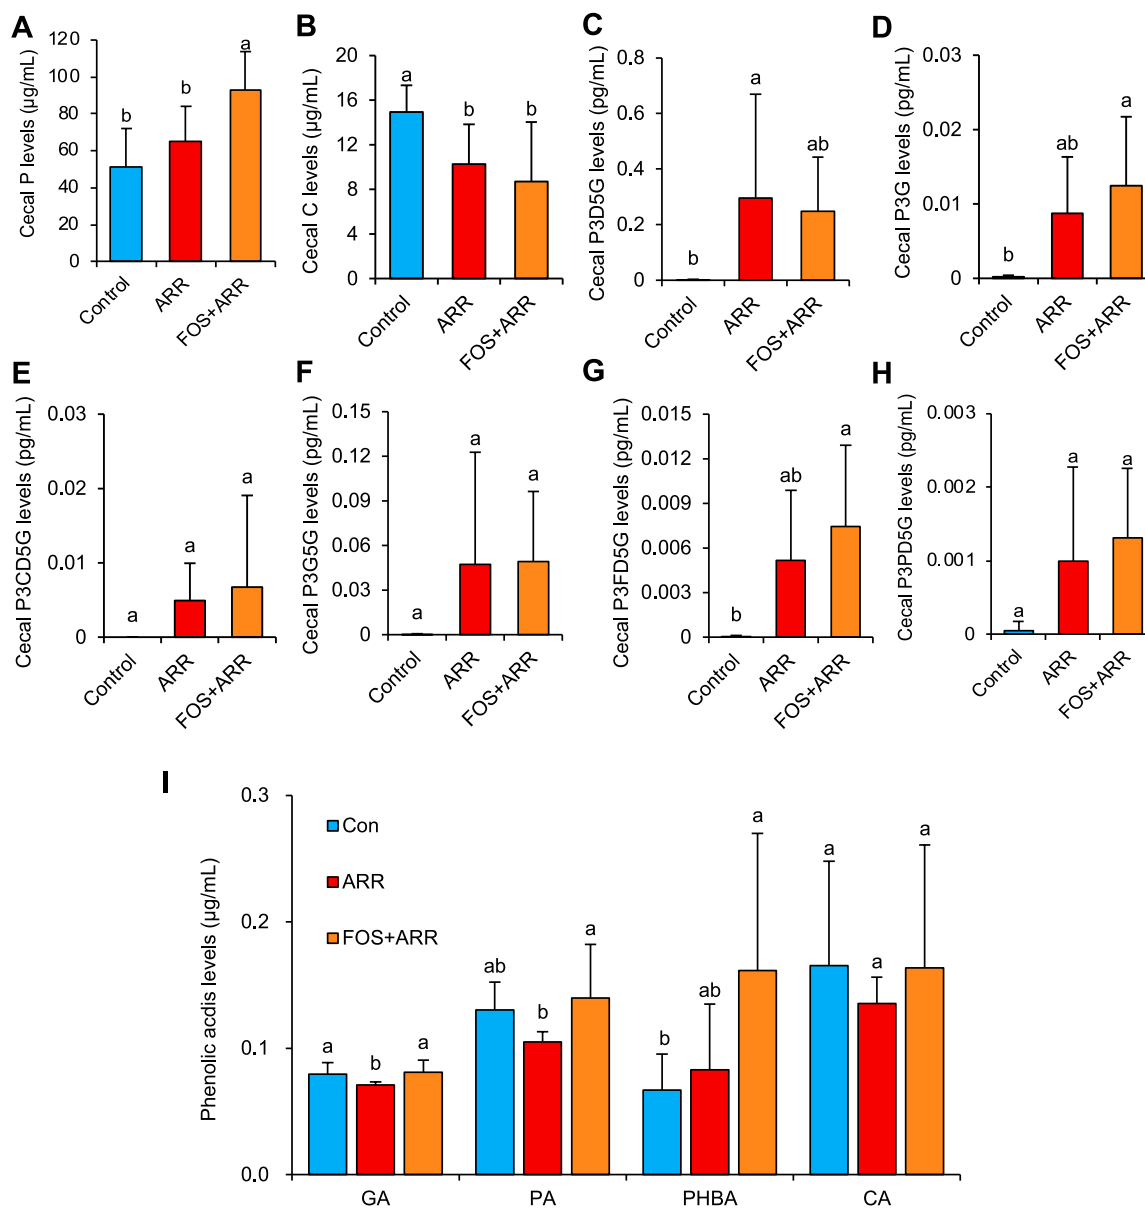 A
Cecal P levels (µg/mL)
120
100
80
60
40
20
0
b
b
a
Control
ARR
FOS+ARR
B
Cecal C levels (µg/mL)
20
16
12
8
4
0
a
b
b
Control
ARR
FOS+ARR
C
Cecal P3D5G levels (pg/mL)
0.8
0.6
0.4
0.2
0
b
a
ab
Control
ARR
FOS+ARR
D
Cecal P3G levels (pg/mL)
0.03
0.02
0.01
0
b
ab
a
Control
ARR
FOS+ARR
E
Cecal P3CD5G levels (pg/mL)
0.03
0.02
0.01
0
a
a
a
Control
ARR
FOS+ARR
F
Cecal P3G5G levels (pg/mL)
0.15
0.12
0.09
0.06
0.03
0
a
a
a
Control
ARR
FOS+ARR
G
Cecal P3FD5G levels (pg/mL)
0.015
0.012
0.009
0.006
0.003
0
b
ab
a
Control
ARR
FOS+ARR
H
Cecal P3PD5G levels (pg/mL)
0.003
0.002
0.001
0
a
a
a
Control
ARR
FOS+ARR
I
Phenolic acdis levels (µg/mL)
0.3
0.2
0.1
0.0
Con
ARR
FOS+ARR
a
b
a
ab
b
a
b
ab
a
a
a
a
GA
PA
PHBA
CA